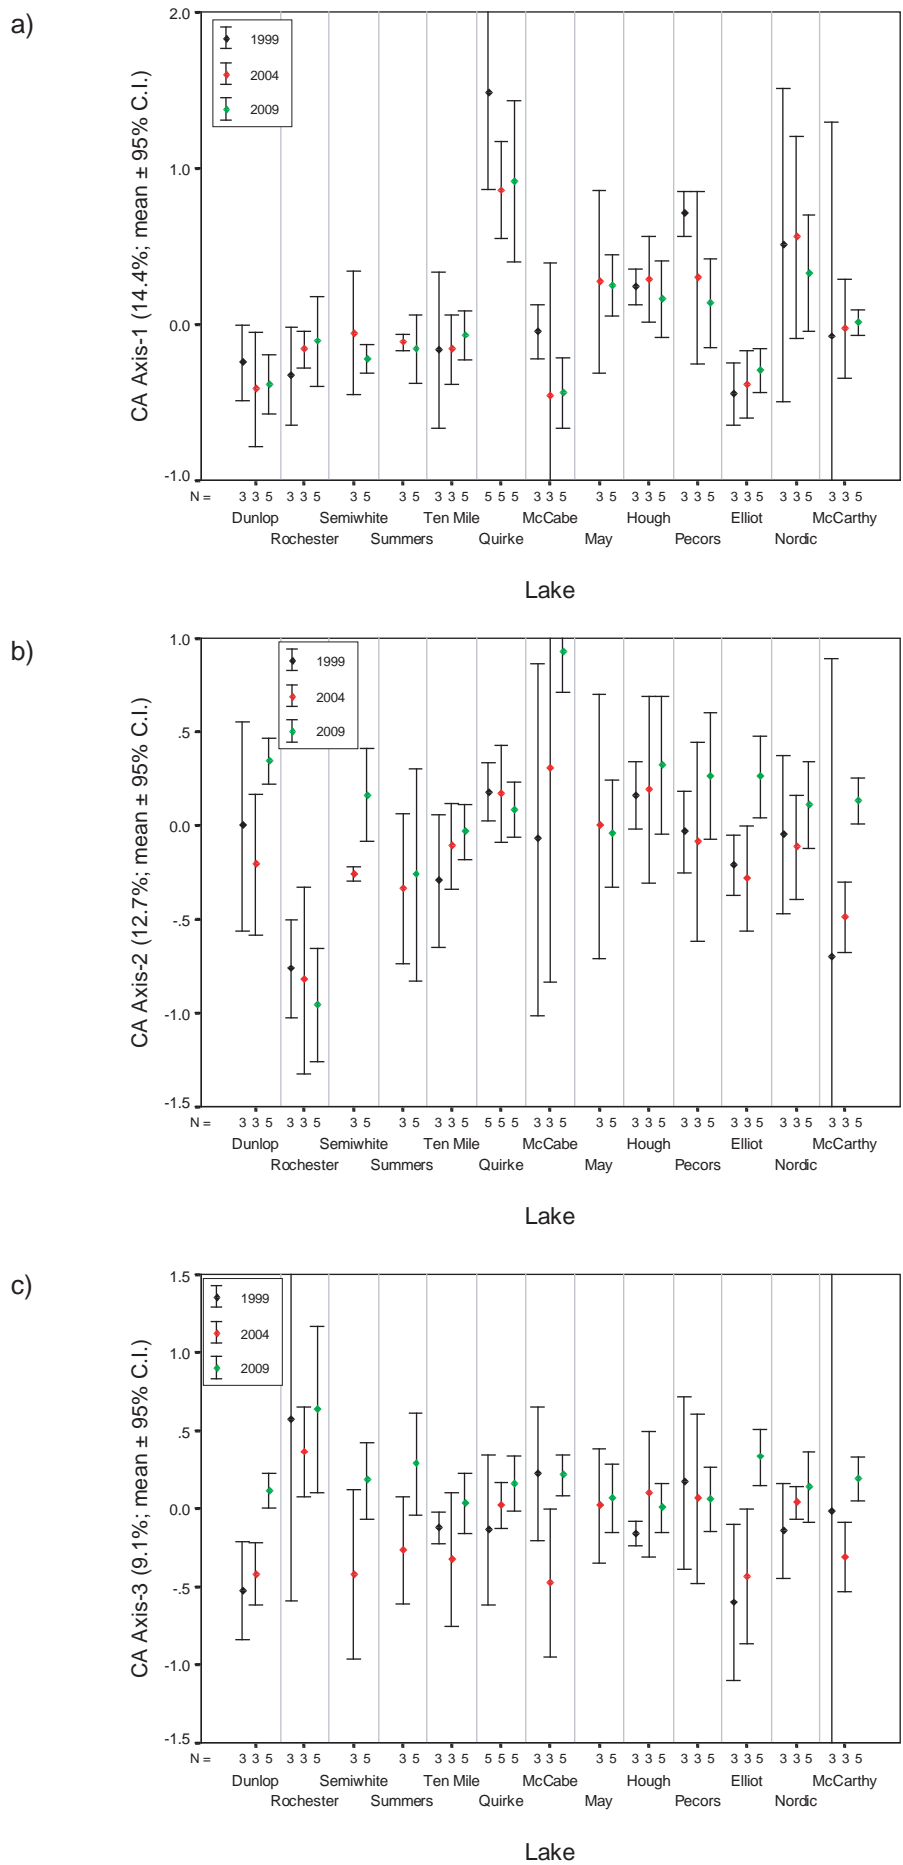 a)
CA Axis-1 (14.4%; mean ± 95% C.I.)
2.0
1.0
0.0
-1.0
1999
2004
2009
N = 3 3 5 3 3 5 3 5 3 5 3 3 5 5 5 5 3 3 5 3 5 3 3 5 3 3 5 3 3 5 3 3 5 3 3 5
Dunlop Semiwhite Ten Mile McCabe Hough Elliot McCarthy
Rochester Summers Quirke May Pecors Nordic
Lake
b)
CA Axis-2 (12.7%; mean ± 95% C.I.)
1.0
.5
0.0
-.5
-1.0
-1.5
1999
2004
2009
N = 3 3 5 3 3 5 3 5 3 5 3 3 5 5 5 5 3 3 5 3 5 3 3 5 3 3 5 3 3 5 3 3 5 3 3 5
Dunlop Semiwhite Ten Mile McCabe Hough Elliot McCarthy
Rochester Summers Quirke May Pecors Nordic
Lake
c)
CA Axis-3 (9.1%; mean ± 95% C.I.)
1.5
1.0
.5
0.0
-.5
-1.0
-1.5
1999
2004
2009
N = 3 3 5 3 3 5 3 5 3 5 3 3 5 5 5 5 3 3 5 3 5 3 3 5 3 3 5 3 3 5 3 3 5 3 3 5
Dunlop Semiwhite Ten Mile McCabe Hough Elliot McCarthy
Rochester Summers Quirke May Pecors Nordic
Lake